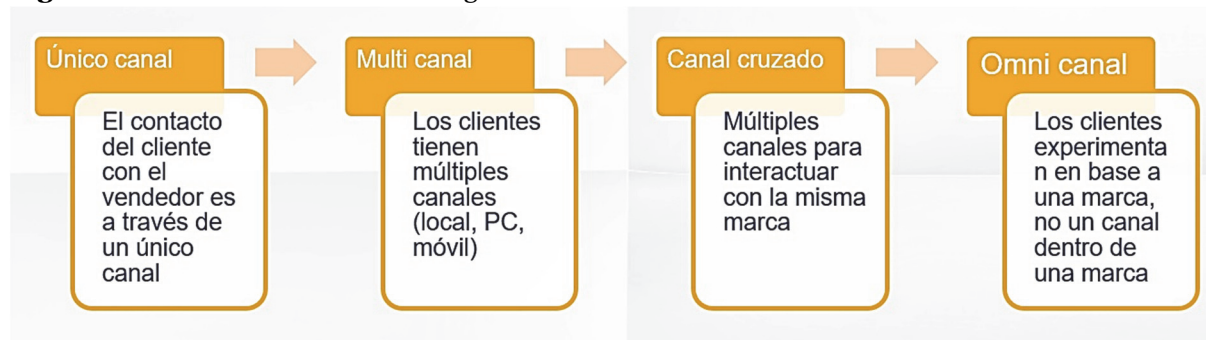 Único canal
El contacto
del cliente
con el
vendedor es
a través de
un único
canal
Multi canal
Los clientes
tienen
múltiples
canales
(local, PC,
móvil)
Canal cruzado
Múltiples
canales para
interactuar
con la misma
marca
Omni canal
Los clientes
experimenta
n en base a
una marca,
no un canal
dentro de
una marca